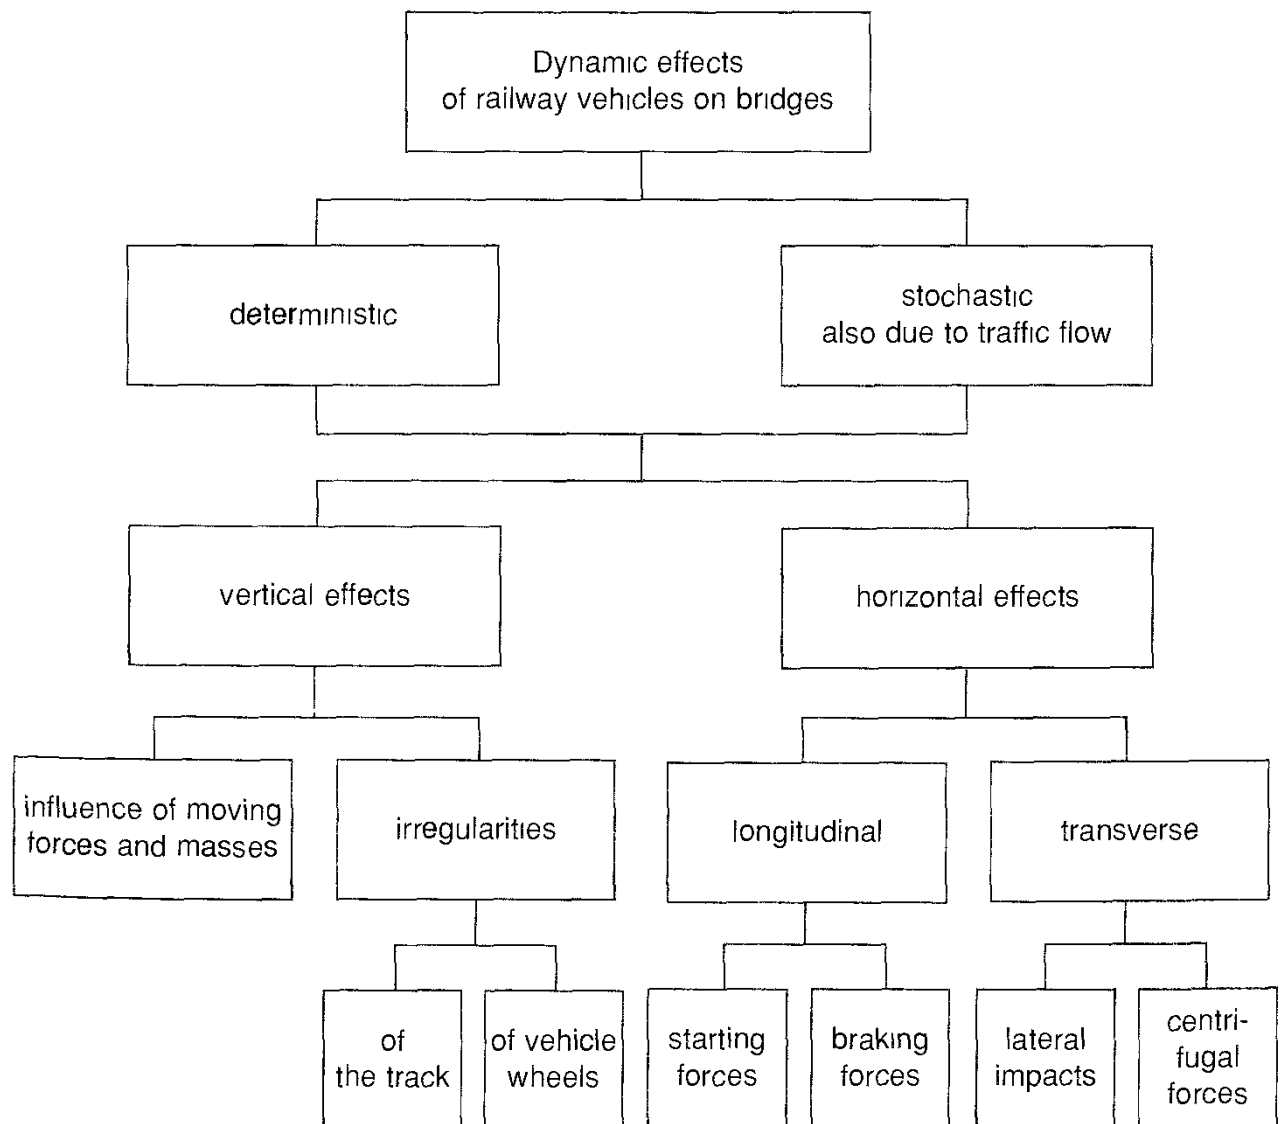 Dynamic effects
of railway vehicles on bridges
deterministic
stochastic
also due to traffic flow
vertical effects
horizontal effects
influence of moving
forces and masses
irregularities
longitudinal
transverse
of
the track
of vehicle
wheels
starting
forces
braking
forces
lateral
impacts
centri-
fugal
forces